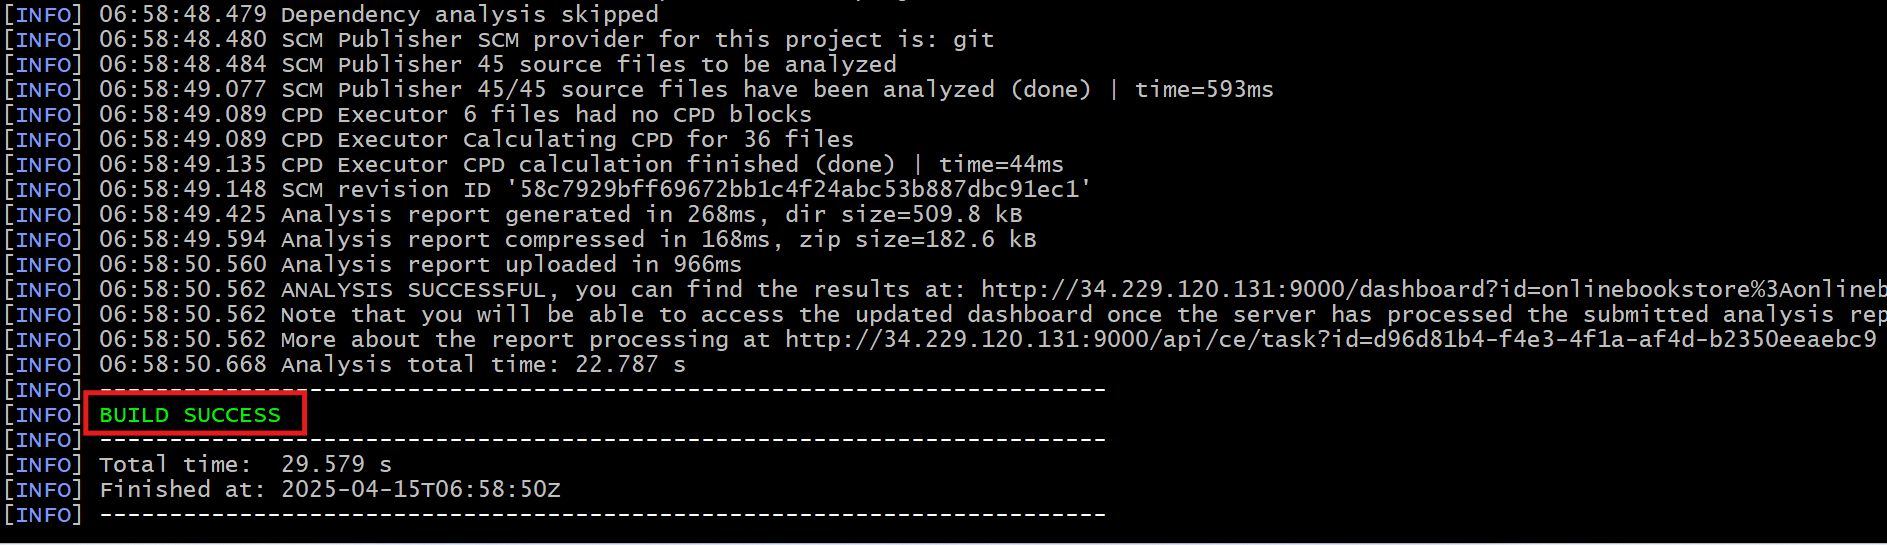 [INFO] 06:58:48.479 Dependency analysis skipped
[INFO] 06:58:48.480 SCM Publisher SCM provider for this project is: git
[INFO] 06:58:48.484 SCM Publisher 45 source files to be analyzed
[INFO] 06:58:49.077 SCM Publisher 45/45 source files have been analyzed (done) | time=593ms
[INFO] 06:58:49.089 CPD Executor 6 files had no CPD blocks
[INFO] 06:58:49.089 CPD Executor Calculating CPD for 36 files
[INFO] 06:58:49.135 CPD Executor CPD calculation finished (done) | time=44ms
[INFO] 06:58:49.148 SCM revision ID '58c7929bff69672bb1c4f24abc53b887dbc91ec1'
[INFO] 06:58:49.425 Analysis report generated in 268ms, dir size=509.8 kB
[INFO] 06:58:49.594 Analysis report compressed in 168ms, zip size=182.6 kB
[INFO] 06:58:50.560 Analysis report uploaded in 966ms
[INFO] 06:58:50.562 ANALYSIS SUCCESSFUL, you can find the results at: http://34.229.120.131:9000/dashboard?id=onlinebookstore%3Aonlineb
[INFO] 06:58:50.562 Note that you will be able to access the updated dashboard once the server has processed the submitted analysis rep
[INFO] 06:58:50.562 More about the report processing at http://34.229.120.131:9000/api/ce/task?id=d96d81b4-f4e3-4f1a-af4d-b2350eeaebc9
[INFO] 06:58:50.668 Analysis total time: 22.787 s
[INFO] ------------------------------------------------------------------------
[INFO] BUILD SUCCESS
[INFO] ------------------------------------------------------------------------
[INFO] Total time:  29.579 s
[INFO] Finished at: 2025-04-15T06:58:50Z
[INFO] ------------------------------------------------------------------------